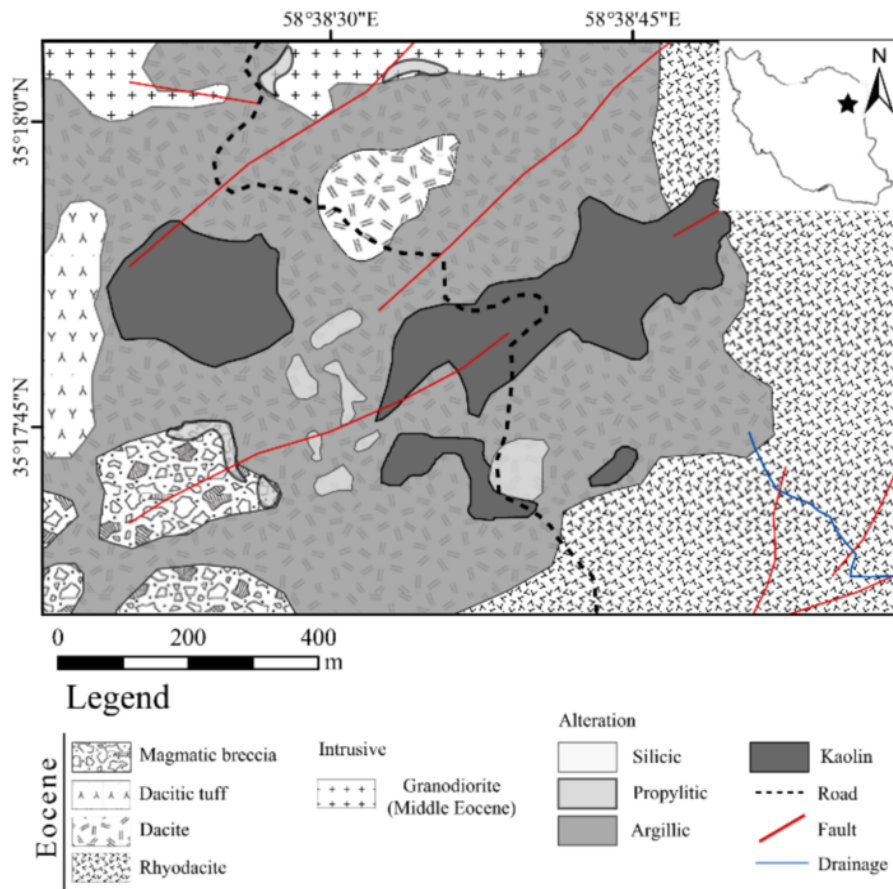 58°38'30"E
58°38'45"E
N
35°18'0"N
35°17'45"N
0
200
400
m
Legend
Eocene
Magmatic breccia
Dacitic tuff
Dacite
Rhyodacite
Intrusive
Granodiorite
(Middle Eocene)
Alteration
Silicic
Propylitic
Argillic
Kaolin
Road
Fault
Drainage